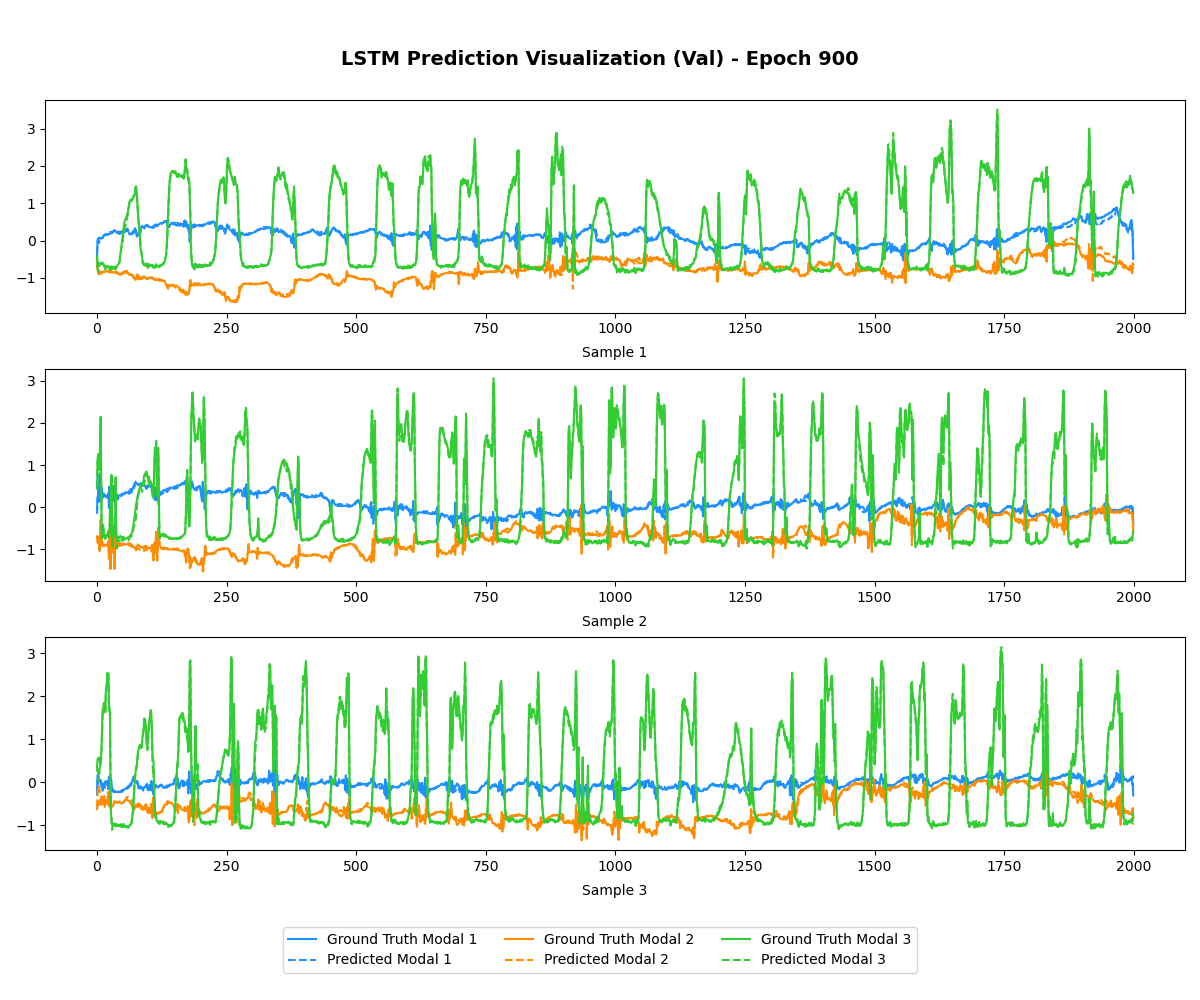 LSTM Prediction Visualization (Val) - Epoch 900
3
2
1
0
−1
0 250 500 750 1000 1250 1500 1750 2000
Sample 1
3
2
1
0
−1
0 250 500 750 1000 1250 1500 1750 2000
Sample 2
3
2
1
0
−1
0 250 500 750 1000 1250 1500 1750 2000
Sample 3
Ground Truth Modal 1 Ground Truth Modal 2 Ground Truth Modal 3
Predicted Modal 1 Predicted Modal 2 Predicted Modal 3